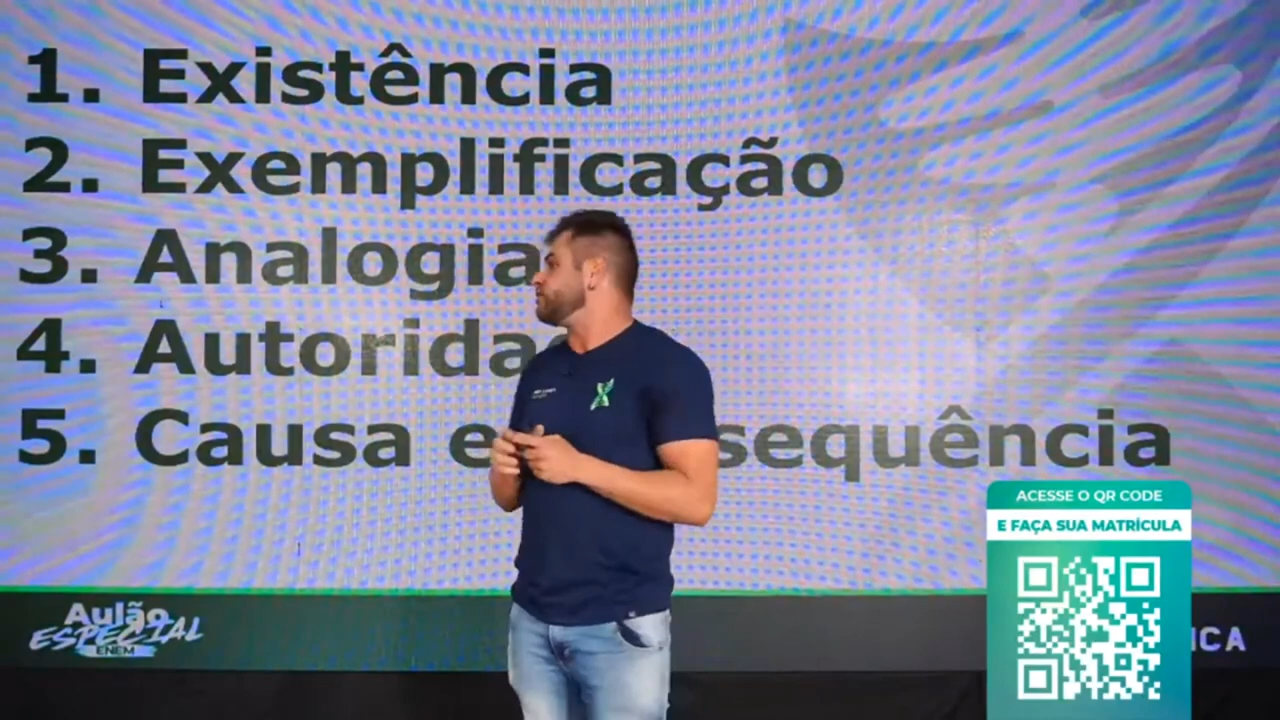 1. Existência
2. Exemplificação
3. Analogia
4. Autorida
5. Causa e sequência
ACESSE O QR CODE
E FAÇA SUA MATRÍCULA
Aulão
ESPECIAL
ENEM
ICA